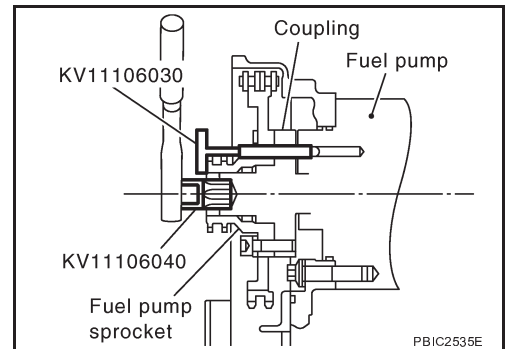 Coupling
KV11106030
Fuel pump
KV11106040
Fuel pump
sprocket
PBIC2535E